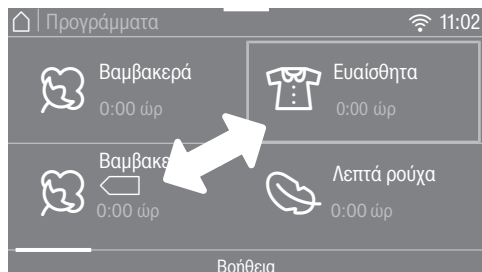 Προγράμματα 11:02
Βαμβακερά
0:00 ώρ
Ευαίσθητα
0:00 ώρ
0:00 ώρ
Λεπτά ρούχα
0:00 ώρ
Βοήθεια